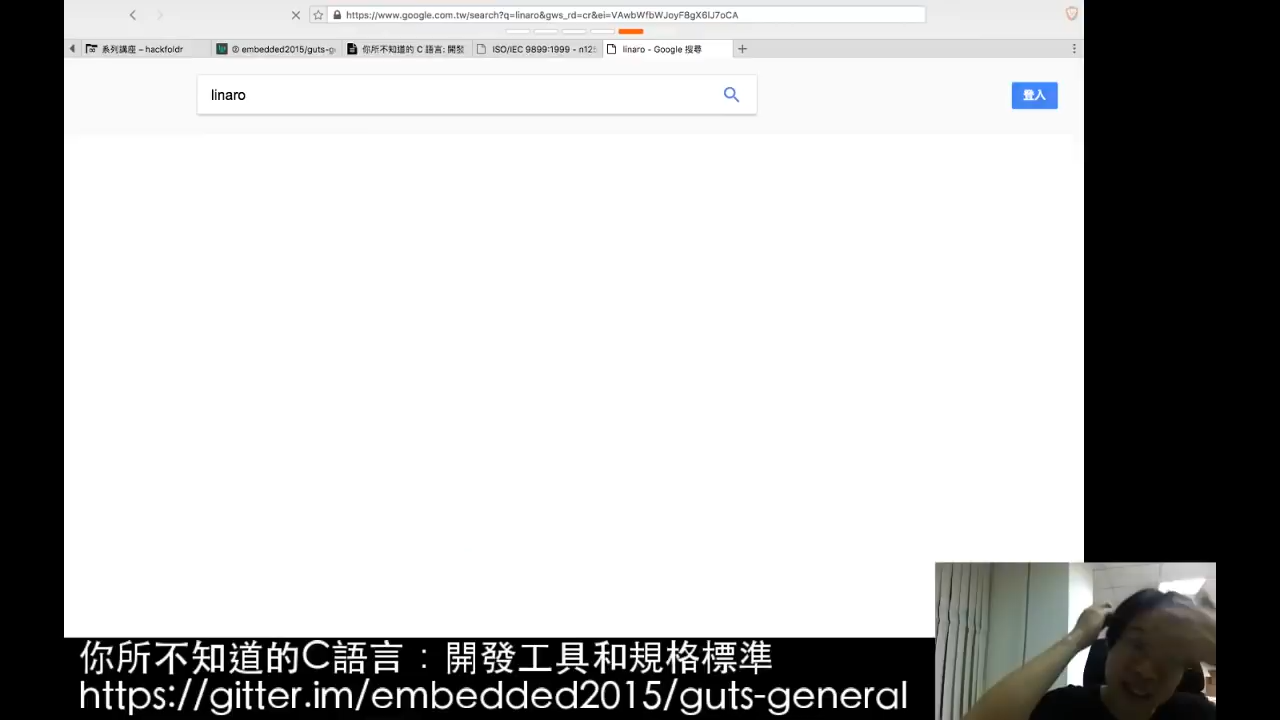 https://www.google.com.tw/search?q=linaro&gws_rd=cr&ei=VAwbWfbWJoyF8gX6IJ7oCA
系列講座 – hackfoldr
embedded2015/guts-g
你所不知道的 C 語言: 開發
ISO/IEC 9899:1999 - n125
linaro - Google 搜尋
linaro
登入
你所不知道的C語言：開發工具和規格標準
https://gitter.im/embedded2015/guts-general